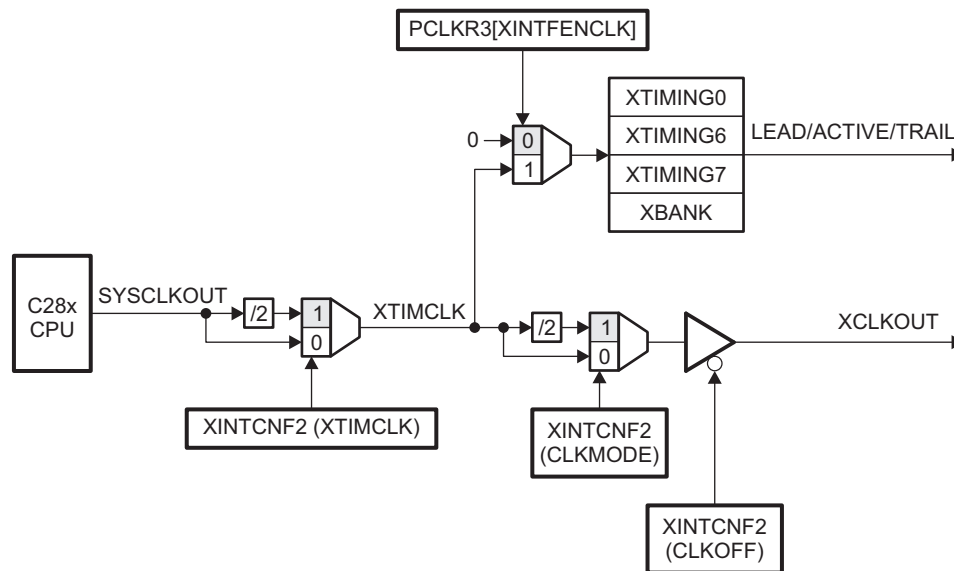 PCLKR3[XINTFENCLK]
XTIMING0
0
0
XTIMING6
LEAD/ACTIVE/TRAIL
1
XTIMING7
XBANK
C28x
CPU
SYSCLKOUT
/2
1
0
XTIMCLK
/2
1
0
XCLKOUT
XINTCNF2 (XTIMCLK)
XINTCNF2
(CLKMODE)
XINTCNF2
(CLKOFF)